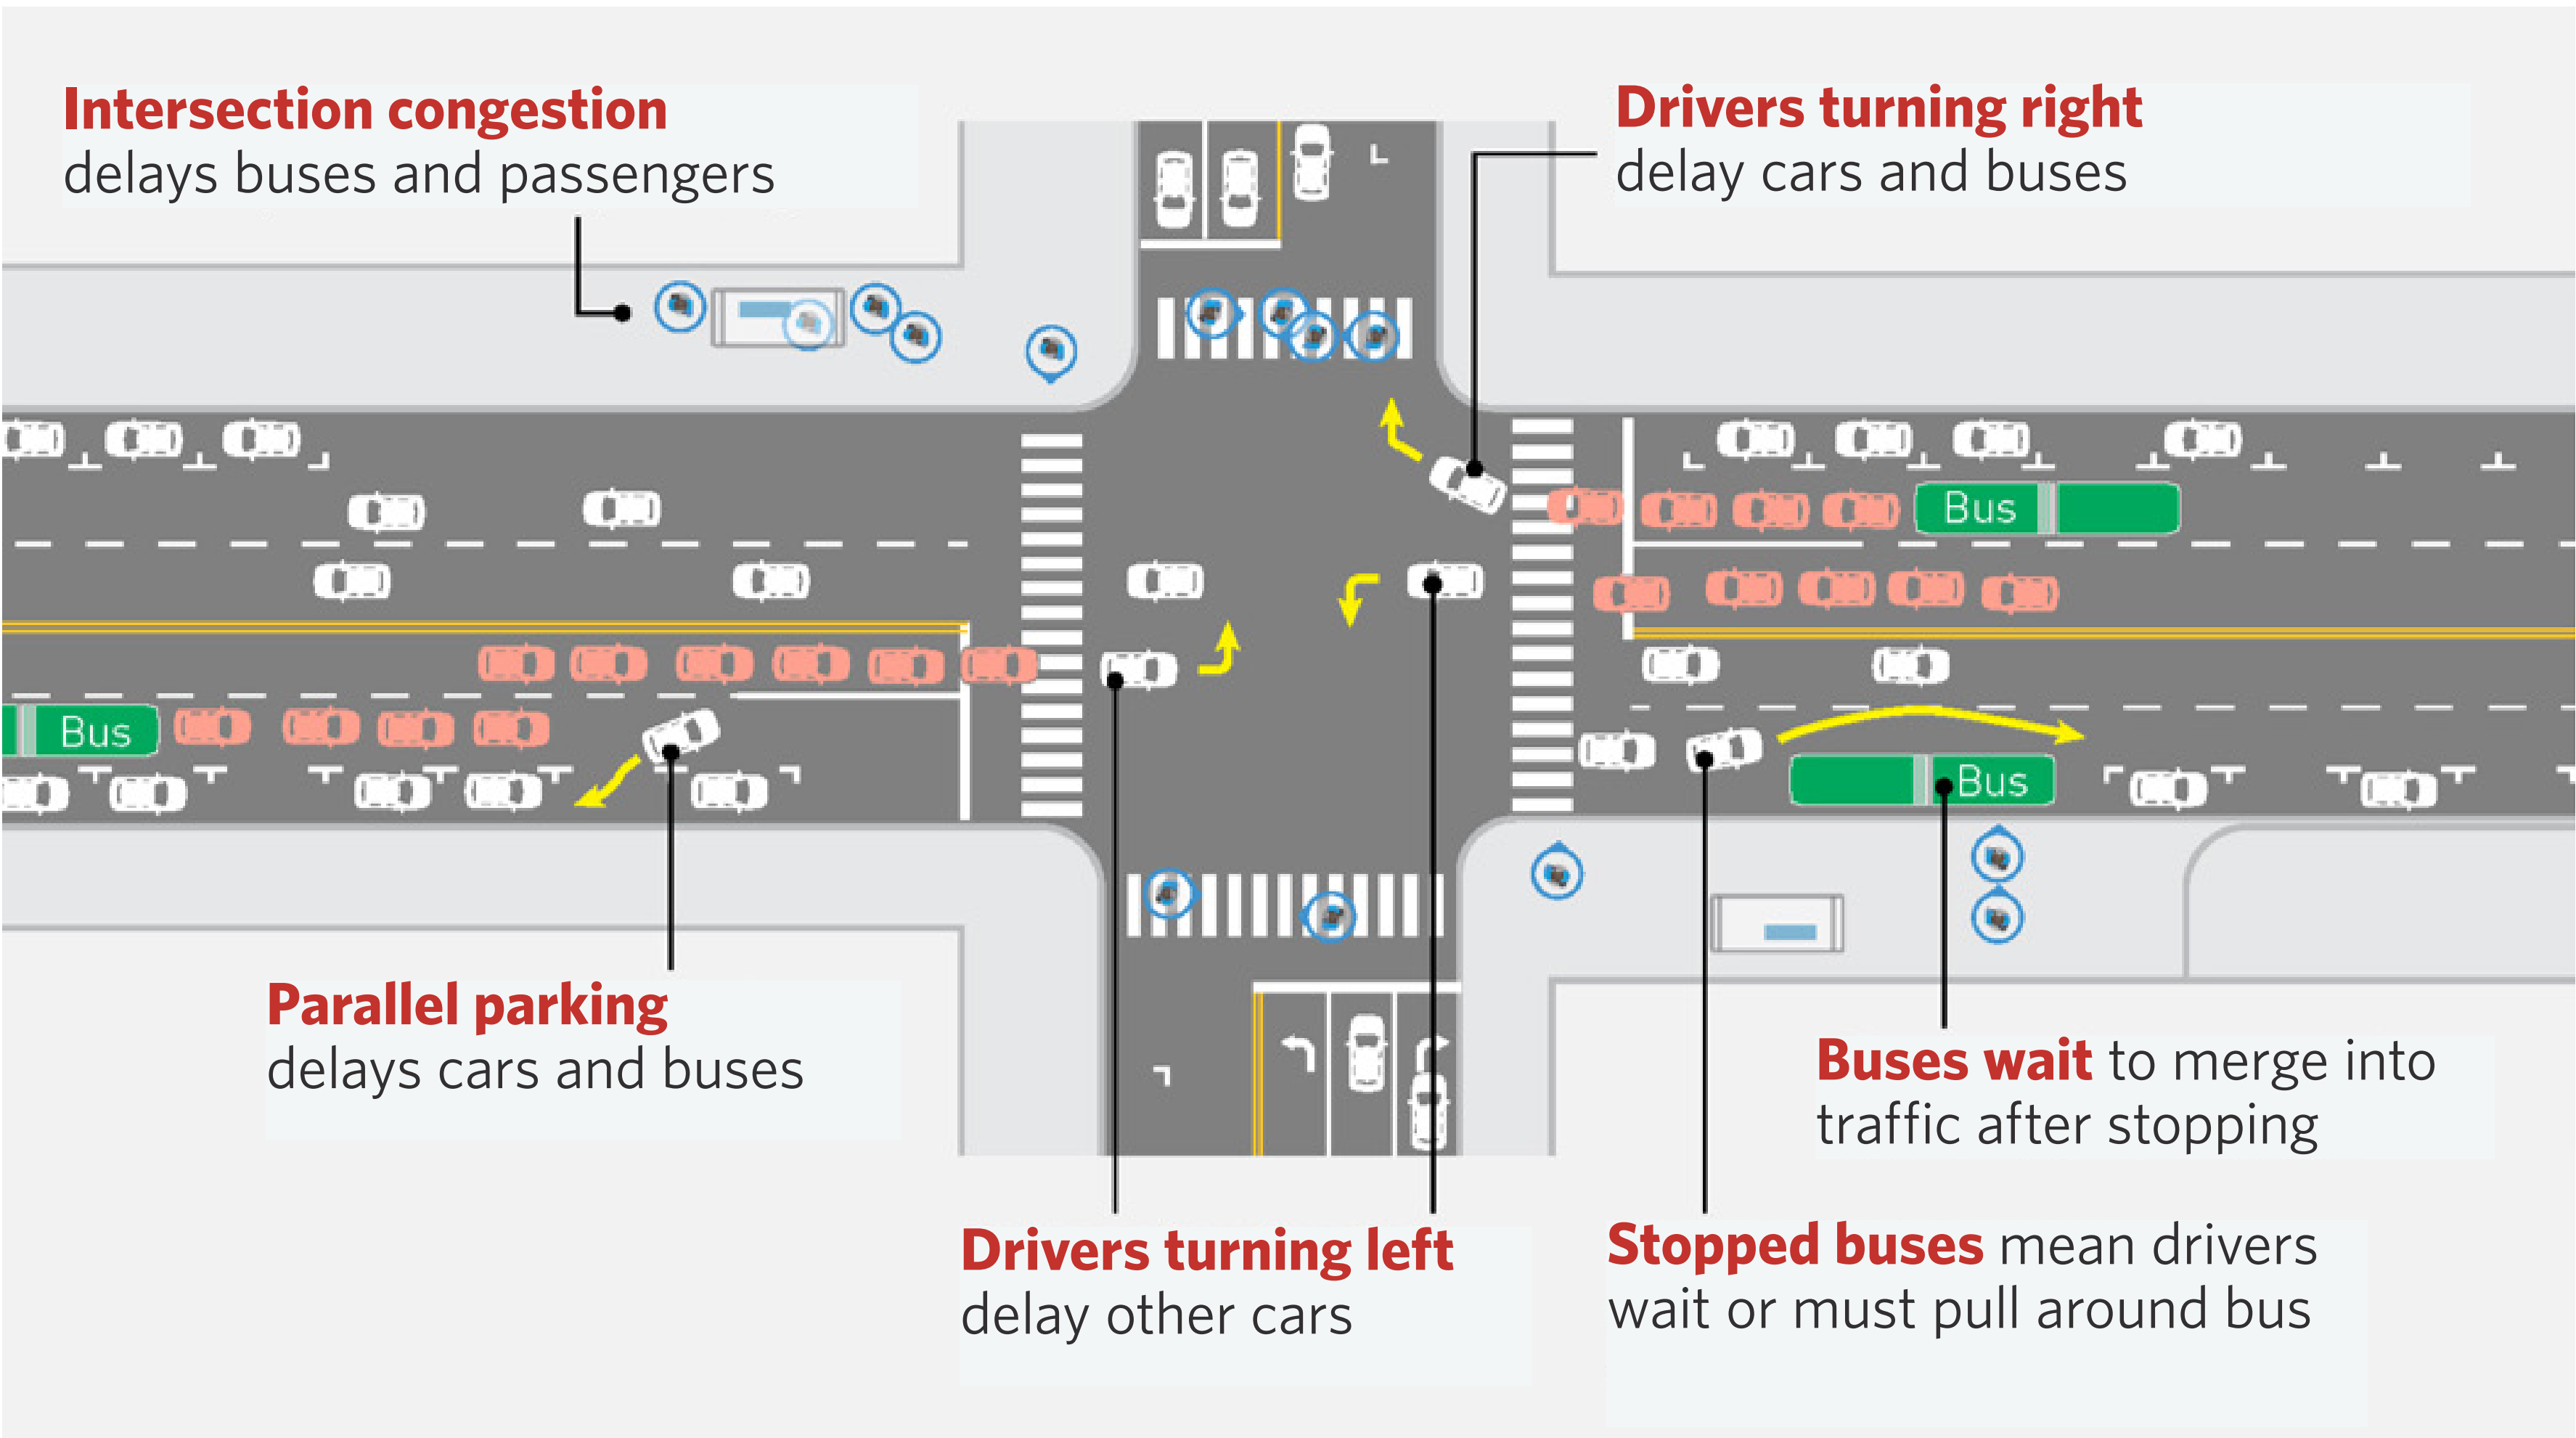 Intersection congestion
delays buses and passengers
Drivers turning right
delay cars and buses
Bus
Bus
Bus
Parallel parking
delays cars and buses
Buses wait to merge into
traffic after stopping
Drivers turning left
delay other cars
Stopped buses mean drivers
wait or must pull around bus